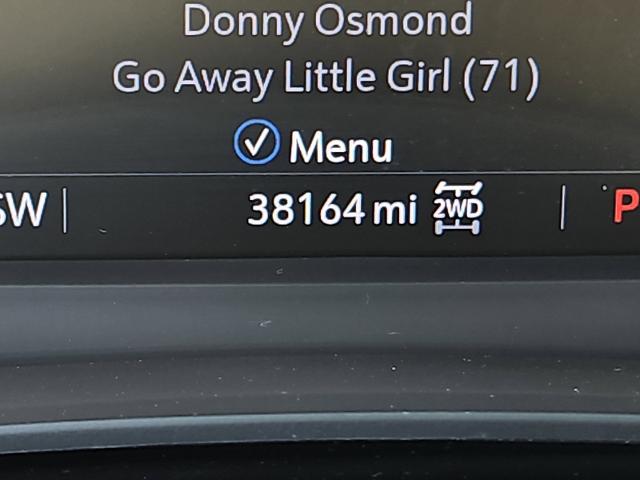 Donny Osmond
Go Away Little Girl (71)
Menu
SW 38164 mi 2WD P